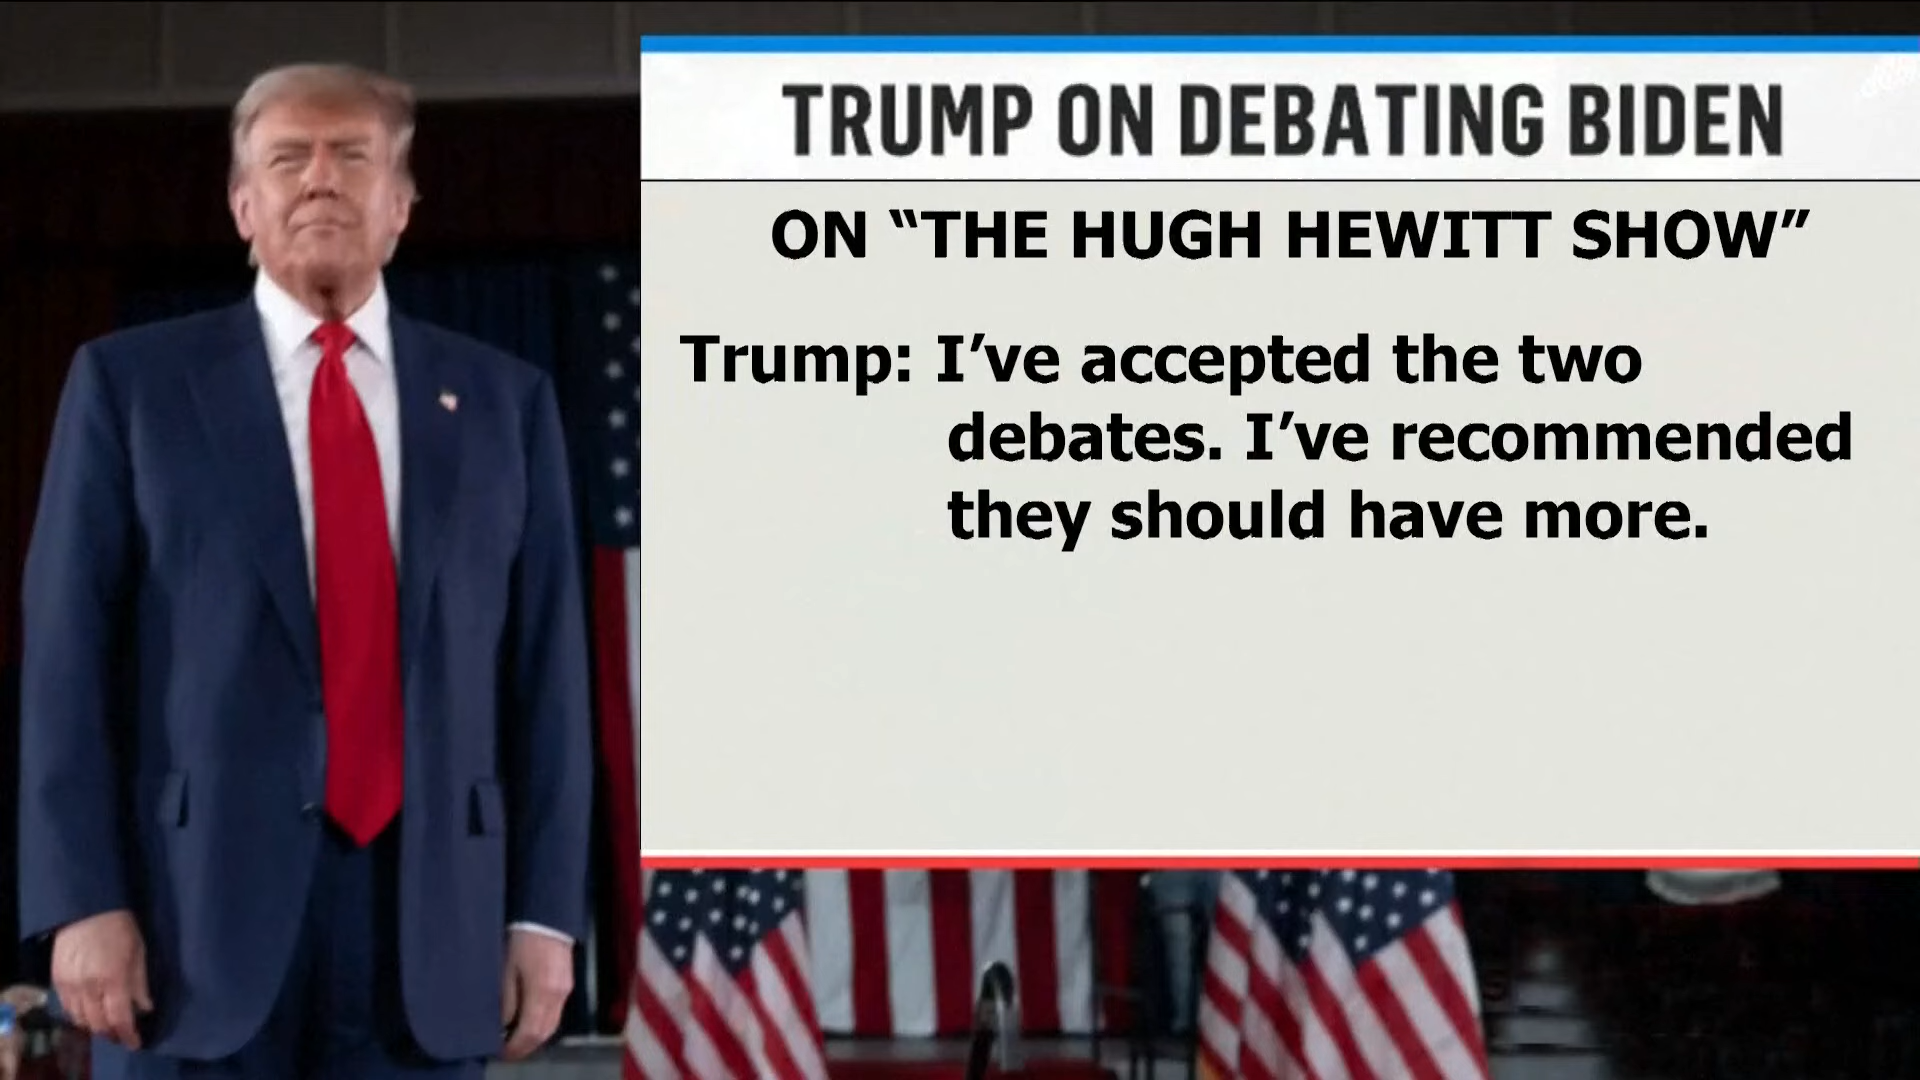 TRUMP ON DEBATING BIDEN
ON “THE HUGH HEWITT SHOW”
Trump: I’ve accepted the two
debates. I’ve recommended
they should have more.